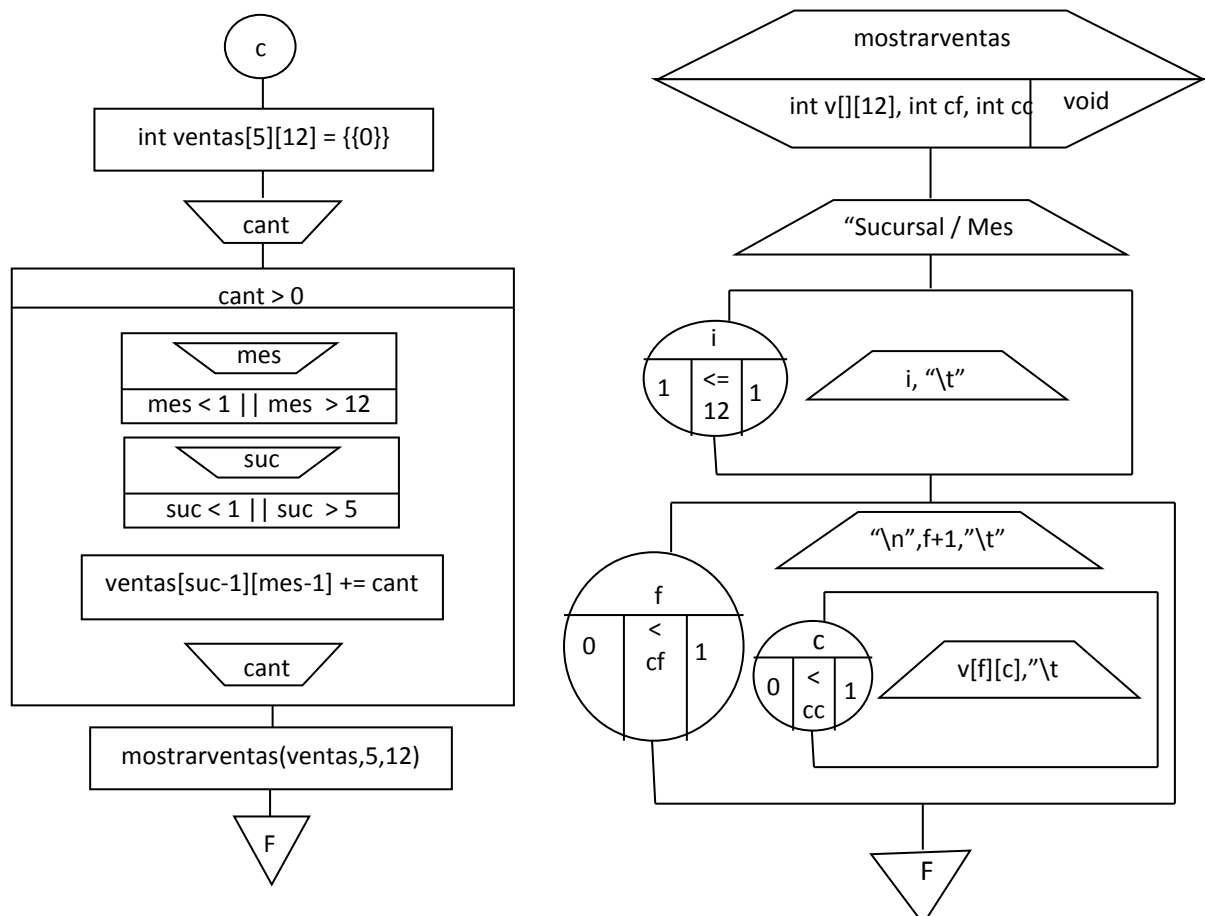 c
int ventas[5][12] = {{0}}
cant
cant > 0
mes
mes < 1 || mes > 12
suc
suc < 1 || suc > 5
ventas[suc-1][mes-1] += cant
cant
mostrarventas(ventas,5,12)
F
mostrarventas
int v[][12], int cf, int cc
void
“Sucursal / Mes
i
1
<=
12
1
i, “\t”
“\n”,f+1,”\t”
f
0
<
cf
1
c
0
<
cc
1
v[f][c],”\t
F